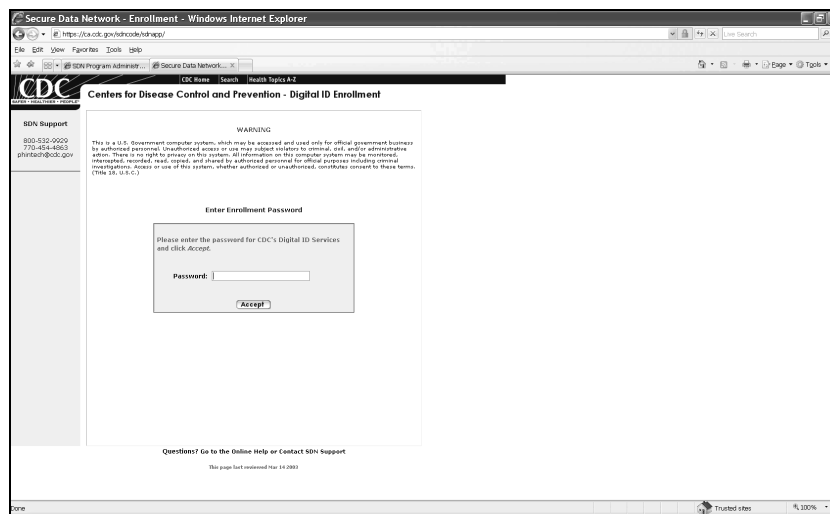 Secure Data Network - Enrollment - Windows Internet Explorer
https://ca.cdc.gov/sdncode/sdnapp/
Live Search
File Edit View Favorites Tools Help
SDN Program Administr... Secure Data Network... Page Tools
CDC Home Search Health Topics A-Z
CDC
SAFER • HEALTHIER • PEOPLE
Centers for Disease Control and Prevention - Digital ID Enrollment
SDN Support
800-532-9929
770-454-4863
phintech@cdc.gov
WARNING
This is a U.S. Government computer system, which may be accessed and used only for official government business
by authorized personnel. Unauthorized access or use may subject violators to criminal, civil, and/or administrative
action. There is no right to privacy on this system. All information on this computer system may be monitored,
intercepted, recorded, read, copied, and shared by authorized personnel for official purposes including criminal
investigations. Access or use of this system, whether authorized or unauthorized, constitutes consent to these terms.
(Title 18, U.S.C.)
Enter Enrollment Password
Please enter the password for CDC's Digital ID Services
and click Accept.
Password:
Accept
Questions? Go to the Online Help or Contact SDN Support
This page last reviewed Mar 14 2003
Done Trusted sites 100%